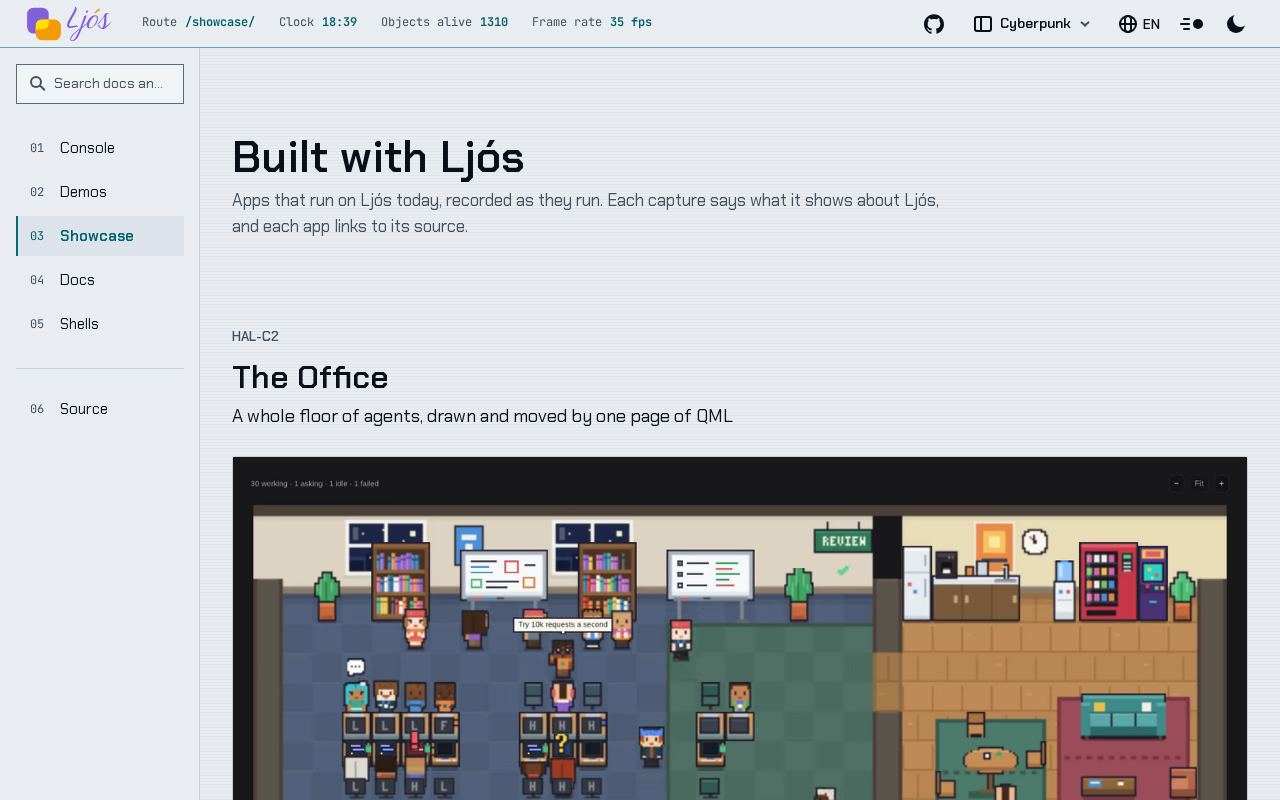 Ljós
Route /showcase/
Clock 18:39
Objects alive 1310
Frame rate 35 fps
Cyberpunk
EN
Search docs an...
01 Console
02 Demos
03 Showcase
04 Docs
05 Shells
06 Source
Built with Ljós
Apps that run on Ljós today, recorded as they run. Each capture says what it shows about Ljós,
and each app links to its source.
HAL-C2
The Office
A whole floor of agents, drawn and moved by one page of QML
30 working · 1 asking · 1 idle · 1 failed
− Fit +
REVIEW
Try 10k requests a second
L L L F
H H H
?
L H L
H H H